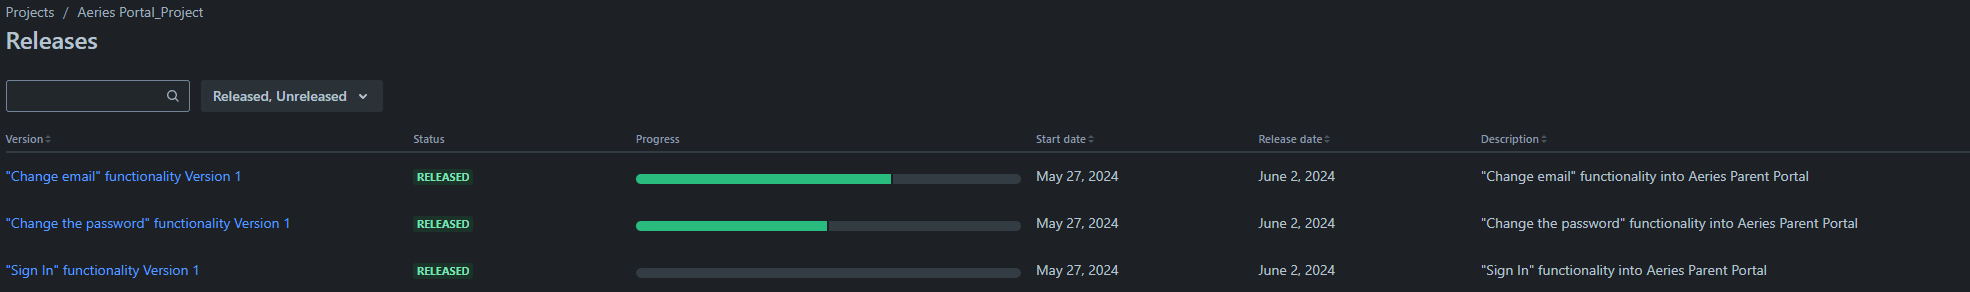 Projects / Aeries Portal_Project
Releases
Released, Unreleased
Version Status Progress Start date Release date Description
"Change email" functionality Version 1 RELEASED May 27, 2024 June 2, 2024 "Change email" functionality into Aeries Parent Portal
"Change the password" functionality Version 1 RELEASED May 27, 2024 June 2, 2024 "Change the password" functionality into Aeries Parent Portal
"Sign In" functionality Version 1 RELEASED May 27, 2024 June 2, 2024 "Sign In" functionality into Aeries Parent Portal